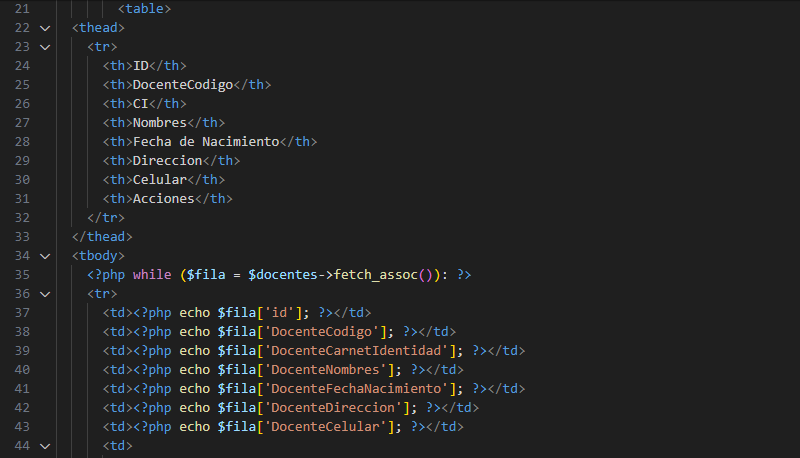 21 <table>
22 <thead>
23 <tr>
24 <th>ID</th>
25 <th>DocenteCodigo</th>
26 <th>CI</th>
27 <th>Nombres</th>
28 <th>Fecha de Nacimiento</th>
29 <th>Direccion</th>
30 <th>Celular</th>
31 <th>Acciones</th>
32 </tr>
33 </thead>
34 <tbody>
35 <?php while ($fila = $docentes->fetch_assoc()): ?>
36 <tr>
37 <td><?php echo $fila['id']; ?></td>
38 <td><?php echo $fila['DocenteCodigo']; ?></td>
39 <td><?php echo $fila['DocenteCarnetIdentidad']; ?></td>
40 <td><?php echo $fila['DocenteNombres']; ?></td>
41 <td><?php echo $fila['DocenteFechaNacimiento']; ?></td>
42 <td><?php echo $fila['DocenteDireccion']; ?></td>
43 <td><?php echo $fila['DocenteCelular']; ?></td>
44 <td>